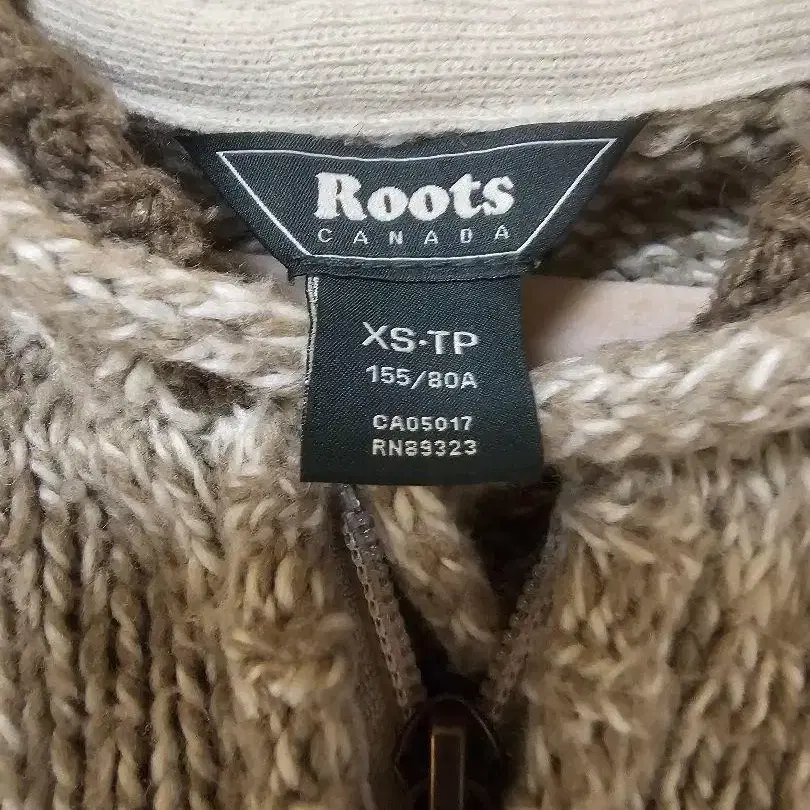 Roots
CANADA
XS·TP
155/80A
CA05017
RN89323